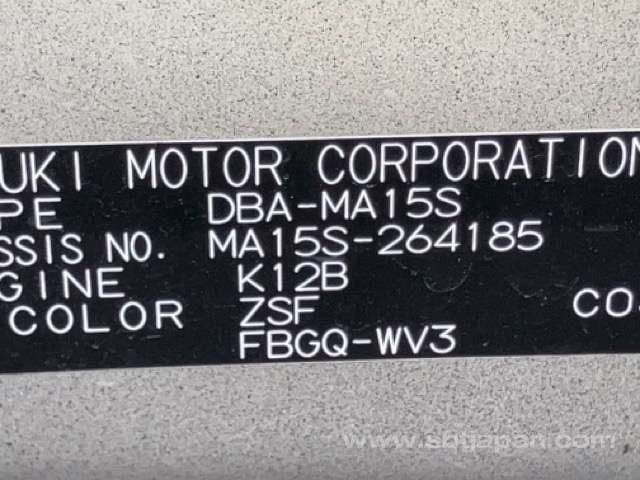 UKI MOTOR CORPORATION
PE DBA-MA15S
SSIS NO. MA15S-264185
GINE K12B
COLOR ZSF CO
FBGQ-WV3
www.sbtjapan.com